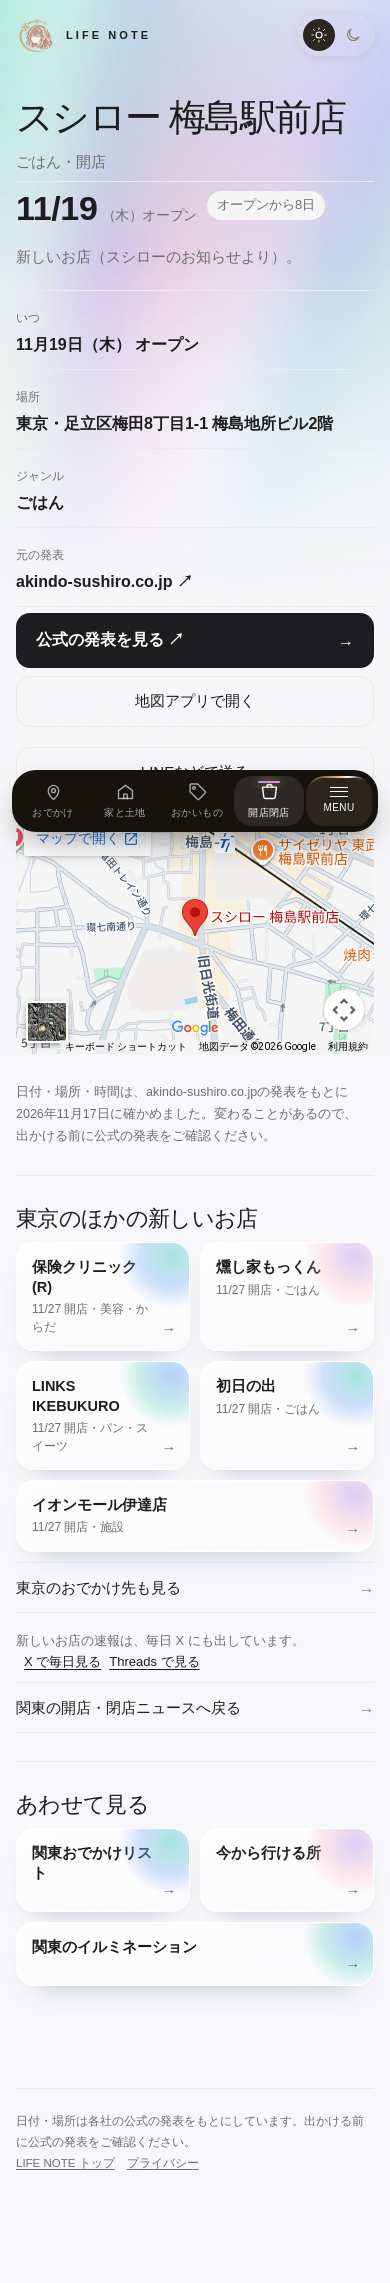 LIFE NOTE
スシロー 梅島駅前店
ごはん・開店
11/19 （木）オープン オープンから8日
新しいお店（スシローのお知らせより）。
いつ
11月19日（木） オープン
場所
東京・足立区梅田8丁目1-1 梅島地所ビル2階
ジャンル
ごはん
元の発表
akindo-sushiro.co.jp ↗
公式の発表を見る ↗ →
地図アプリで開く
おでかけ 家と土地 おかいもの 開店閉店 MENU
マップで開く
梅島
サイゼリヤ 東武
梅島駅前店
環七南通り
スシロー 梅島駅前店
焼肉
旧日光街道
梅田通
Google
キーボード ショートカット 地図データ ©2026 Google 利用規約
日付・場所・時間は、akindo-sushiro.co.jpの発表をもとに
2026年11月17日に確かめました。変わることがあるので、
出かける前に公式の発表をご確認ください。
東京のほかの新しいお店
保険クリニック
(R)
11/27 開店・美容・か
らだ
→
燻し家もっくん
11/27 開店・ごはん
→
LINKS
IKEBUKURO
11/27 開店・パン・ス
イーツ
→
初日の出
11/27 開店・ごはん
→
イオンモール伊達店
11/27 開店・施設
→
東京のおでかけ先も見る →
新しいお店の速報は、毎日 X にも出しています。
X で毎日見る Threads で見る
関東の開店・閉店ニュースへ戻る →
あわせて見る
関東おでかけリス
ト
→
今から行ける所
→
関東のイルミネーション
→
日付・場所は各社の公式の発表をもとにしています。出かける前
に公式の発表をご確認ください。
LIFE NOTE トップ プライバシー